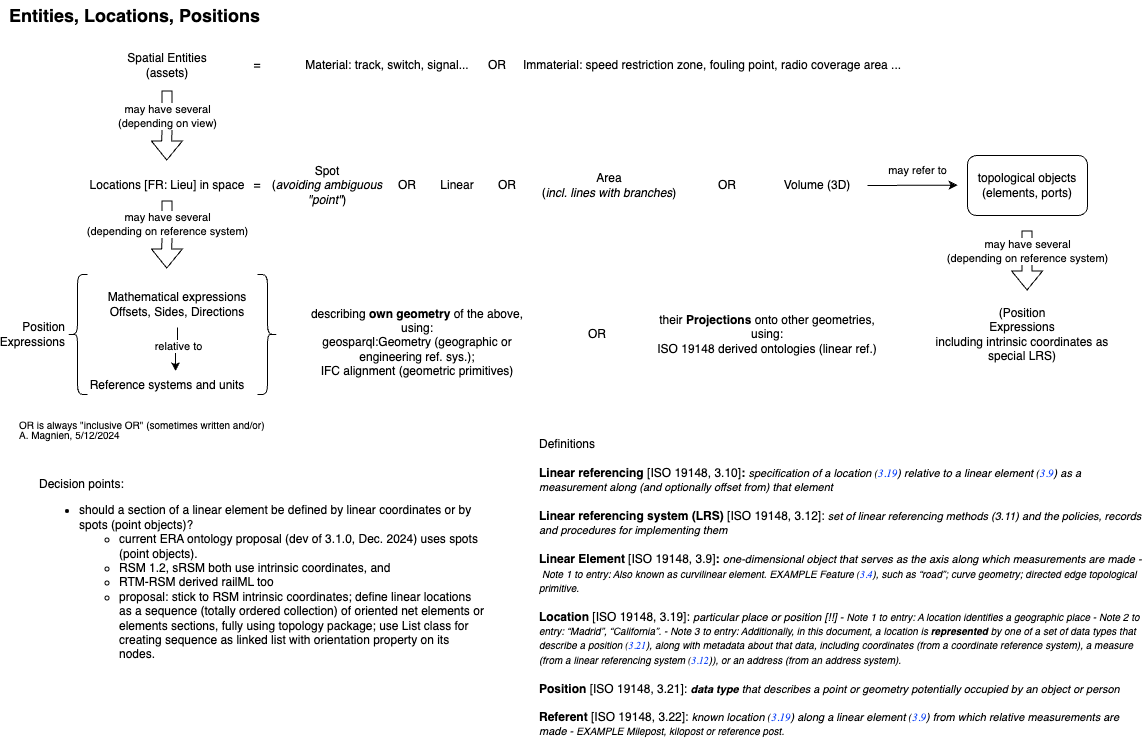 Entities, Locations, Positions
Spatial Entities
(assets)
=
Material: track, switch, signal...
OR
Immaterial: speed restriction zone, fouling point, radio coverage area ...
may have several
(depending on view)
Locations [FR: Lieu] in space
=
Spot
(avoiding ambiguous
"point")
OR
Linear
OR
Area
(incl. lines with branches)
OR
Volume (3D)
may refer to
topological objects
(elements, ports)
may have several
(depending on reference system)
may have several
(depending on reference system)
Position
Expressions
Mathematical expressions
Offsets, Sides, Directions
relative to
Reference systems and units
describing own geometry of the above,
using:
geosparql:Geometry (geographic or
engineering ref. sys.);
IFC alignment (geometric primitives)
OR
their Projections onto other geometries,
using:
ISO 19148 derived ontologies (linear ref.)
(Position
Expressions
including intrinsic coordinates as
special LRS)
OR is always "inclusive OR" (sometimes written and/or)
A. Magnien, 5/12/2024
Decision points:
• should a section of a linear element be defined by linear coordinates or by
spots (point objects)?
○ current ERA ontology proposal (dev of 3.1.0, Dec. 2024) uses spots
(point objects).
○ RSM 1.2, sRSM both use intrinsic coordinates, and
○ RTM-RSM derived railML too
○ proposal: stick to RSM intrinsic coordinates; define linear locations
as a sequence (totally ordered collection) of oriented net elements or
elements sections, fully using topology package; use List class for
creating sequence as linked list with orientation property on its
nodes.
Definitions
Linear referencing [ISO 19148, 3.10]: specification of a location (3.19) relative to a linear element (3.9) as a
measurement along (and optionally offset from) that element
Linear referencing system (LRS) [ISO 19148, 3.12]: set of linear referencing methods (3.11) and the policies, records
and procedures for implementing them
Linear Element [ISO 19148, 3.9]: one-dimensional object that serves as the axis along which measurements are made -
Note 1 to entry: Also known as curvilinear element. EXAMPLE Feature (3.4), such as “road”; curve geometry; directed edge topological
primitive.
Location [ISO 19148, 3.19]: particular place or position [!!] - Note 1 to entry: A location identifies a geographic place - Note 2 to
entry: “Madrid”, “California”. - Note 3 to entry: Additionally, in this document, a location is represented by one of a set of data types that
describe a position (3.21), along with metadata about that data, including coordinates (from a coordinate reference system), a measure
(from a linear referencing system (3.12)), or an address (from an address system).
Position [ISO 19148, 3.21]: data type that describes a point or geometry potentially occupied by an object or person
Referent [ISO 19148, 3.22]: known location (3.19) along a linear element (3.9) from which relative measurements are
made - EXAMPLE Milepost, kilopost or reference post.